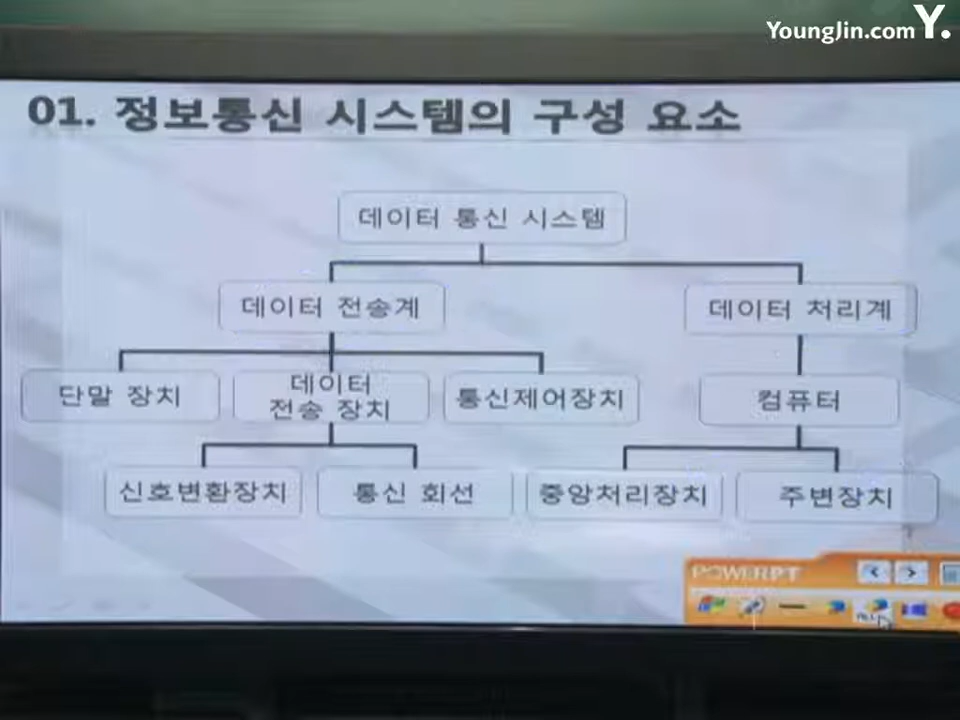 YoungJin.com Y.
01. 정보통신 시스템의 구성 요소
데이터 통신 시스템
데이터 전송계
데이터 처리계
단말 장치
데이터
전송 장치
통신제어장치
컴퓨터
신호변환장치
통신 회선
중앙처리장치
주변장치
POWERPT